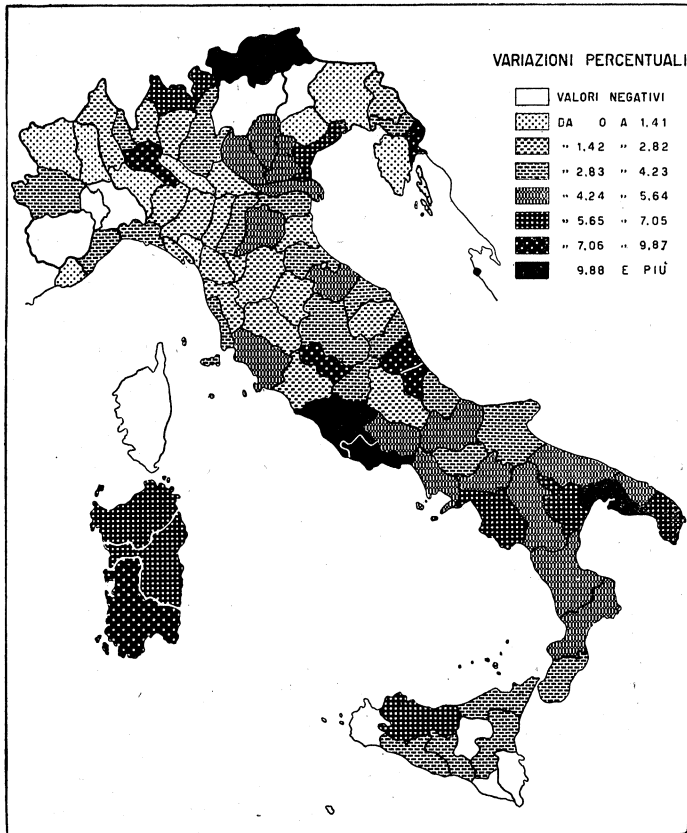 VARIAZIONI PERCENTUALI
VALORI NEGATIVI
DA 0 A 1.41
„ 1.42 „ 2.82
„ 2.83 „ 4.23
„ 4.24 „ 5.64
„ 5.65 „ 7.05
„ 7.06 „ 9.87
9.88 E PIÙ